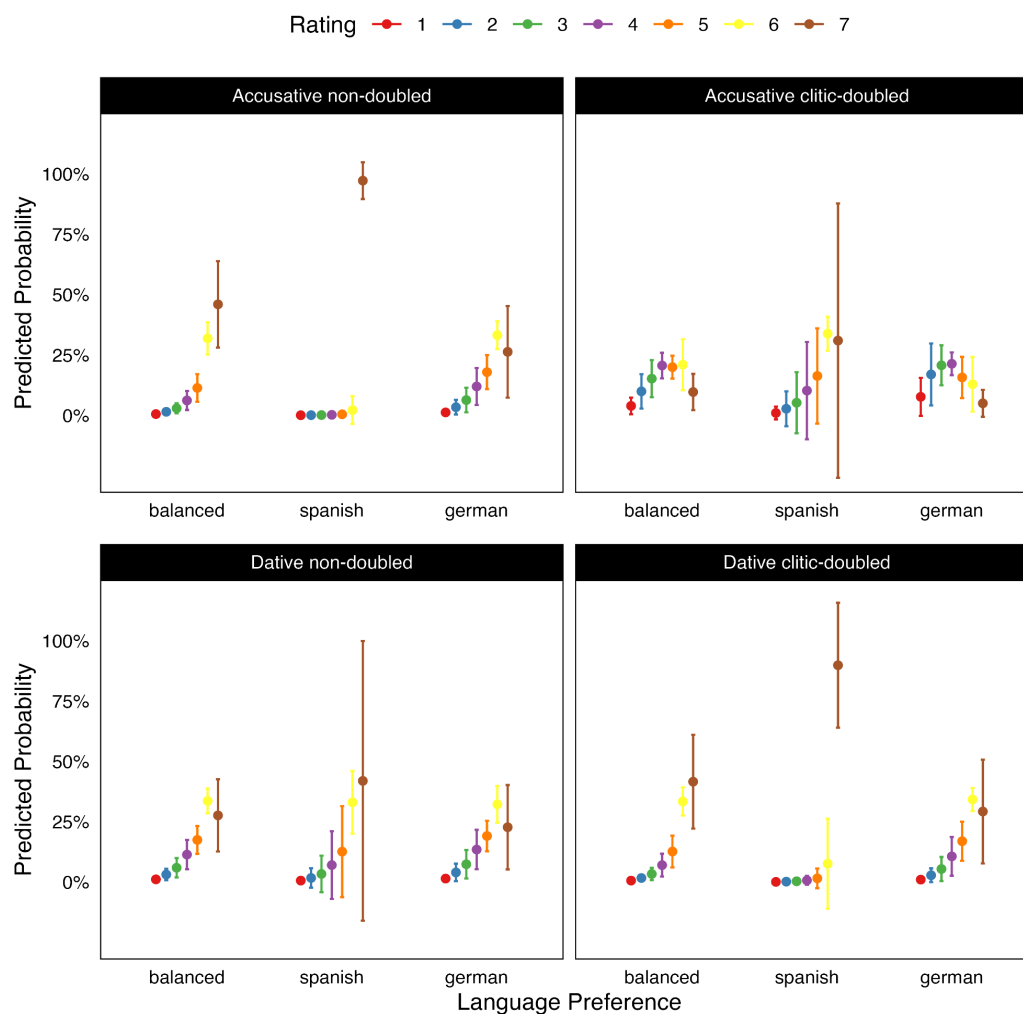 Rating 1 2 3 4 5 6 7
Accusative non-doubled
Accusative clitic-doubled
Predicted Probability
100%
75%
50%
25%
0%
balanced spanish german
balanced spanish german
Dative non-doubled
Dative clitic-doubled
Predicted Probability
100%
75%
50%
25%
0%
balanced spanish german
balanced spanish german
Language Preference